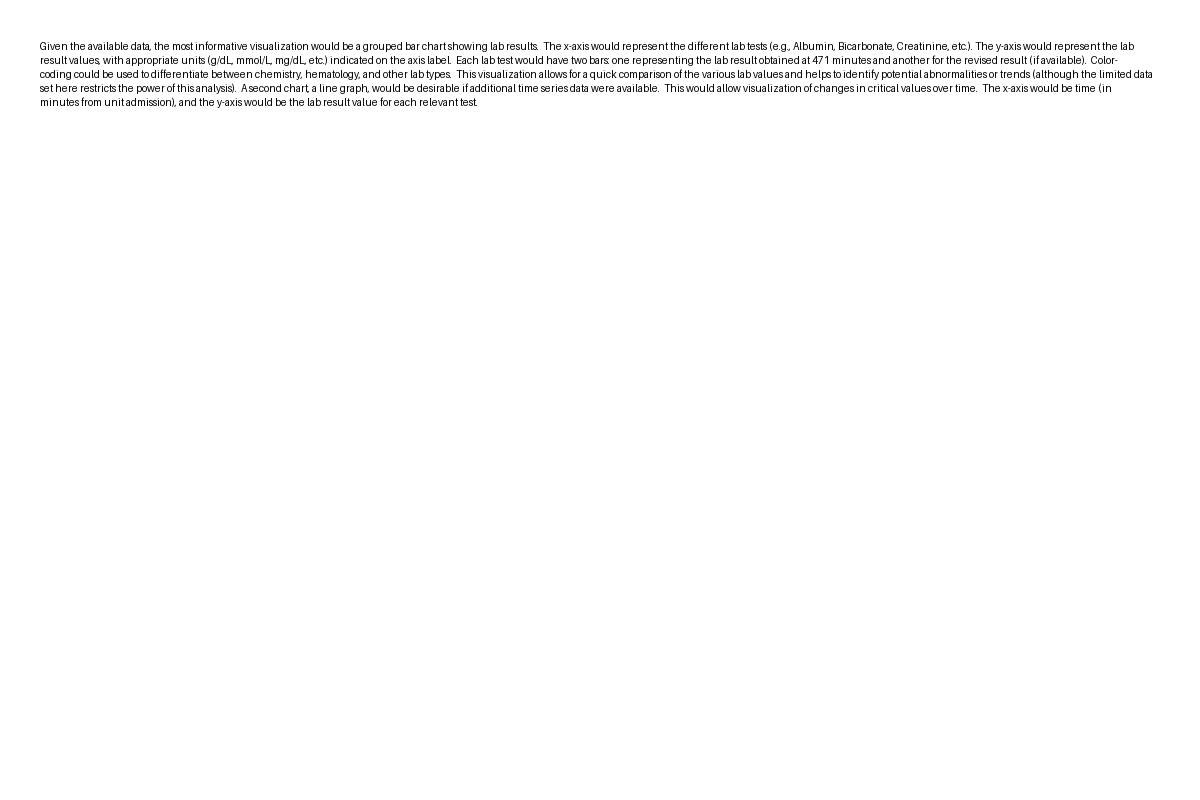 Given the available data, the most informative visualization would be a grouped bar chart showing lab results.  The x-axis would represent the different lab tests (e.g., Albumin, Bicarbonate, Creatinine, etc.). The y-axis would represent the lab
result values, with appropriate units (g/dL, mmol/L, mg/dL, etc.) indicated on the axis label.  Each lab test would have two bars: one representing the lab result obtained at 471 minutes and another for the revised result (if available).  Color-
coding could be used to differentiate between chemistry, hematology, and other lab types.  This visualization allows for a quick comparison of the various lab values and helps to identify potential abnormalities or trends (although the limited data
set here restricts the power of this analysis).  A second chart, a line graph, would be desirable if additional time series data were available.  This would allow visualization of changes in critical values over time.  The x-axis would be time (in
minutes from unit admission), and the y-axis would be the lab result value for each relevant test.